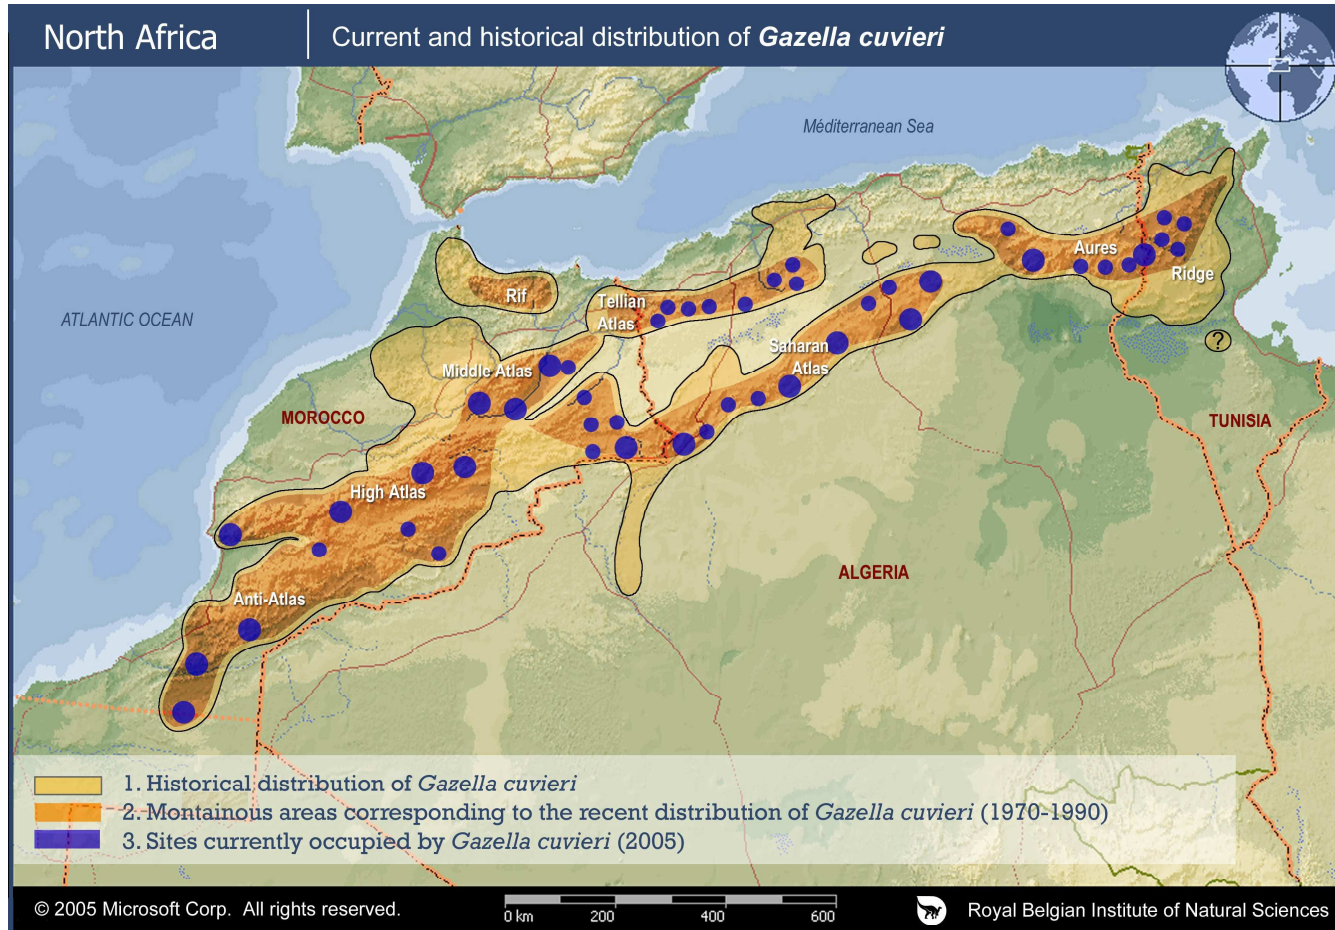 North Africa
Current and historical distribution of Gazella cuvieri
Méditerranean Sea
ATLANTIC OCEAN
Rif
Tellian
Atlas
Aures
Ridge
Middle Atlas
Saharan
Atlas
?
MOROCCO
TUNISIA
High Atlas
ALGERIA
Anti-Atlas
1. Historical distribution of Gazella cuvieri
2. Montainous areas corresponding to the recent distribution of Gazella cuvieri (1970-1990)
3. Sites currently occupied by Gazella cuvieri (2005)
© 2005 Microsoft Corp. All rights reserved.
0 km 200 400 600
Royal Belgian Institute of Natural Sciences